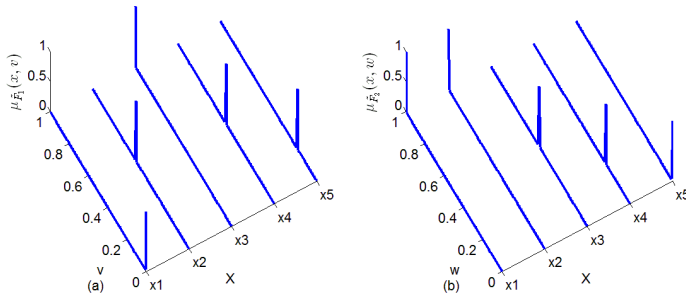 μ_{F̃_1}(x, v)
1
0.5
0
1
0.8
0.6
0.4
0.2
0
v
(a)
x1
x2
x3
x4
x5
X
μ_{F̃_2}(x, w)
1
0.5
0
1
0.8
0.6
0.4
0.2
0
w
(b)
x1
x2
x3
x4
x5
X